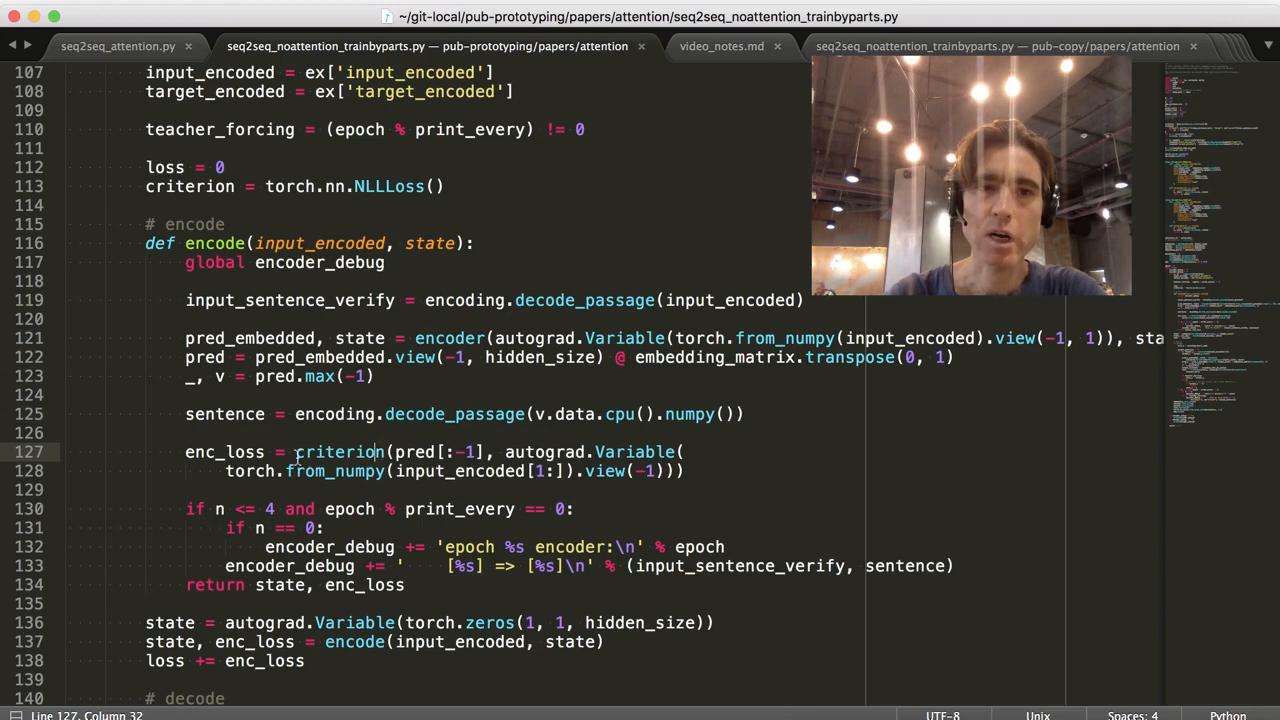 ~/git-local/pub-prototyping/papers/attention/seq2seq_noattention_trainbyparts.py
seq2seq_attention.py
seq2seq_noattention_trainbyparts.py — pub-prototyping/papers/attention
video_notes.md
seq2seq_noattention_trainbyparts.py — pub-copy/papers/attention
107 input_encoded = ex['input_encoded']
108 target_encoded = ex['target_encoded']
109
110 teacher_forcing = (epoch % print_every) != 0
111
112 loss = 0
113 criterion = torch.nn.NLLLoss()
114
115 # encode
116 def encode(input_encoded, state):
117 global encoder_debug
118
119 input_sentence_verify = encoding.decode_passage(input_encoded)
120
121 pred_embedded, state = encoder(autograd.Variable(torch.from_numpy(input_encoded).view(-1, 1)), sta
122 pred = pred_embedded.view(-1, hidden_size) @ embedding_matrix.transpose(0, 1)
123 _, v = pred.max(-1)
124
125 sentence = encoding.decode_passage(v.data.cpu().numpy())
126
127 enc_loss = criterion(pred[:-1], autograd.Variable(
128 torch.from_numpy(input_encoded[1:]).view(-1)))
129
130 if n <= 4 and epoch % print_every == 0:
131 if n == 0:
132 encoder_debug += 'epoch %s encoder:\n' % epoch
133 encoder_debug += '    [%s] => [%s]\n' % (input_sentence_verify, sentence)
134 return state, enc_loss
135
136 state = autograd.Variable(torch.zeros(1, 1, hidden_size))
137 state, enc_loss = encode(input_encoded, state)
138 loss += enc_loss
139
140 # decode
Line 127, Column 32
UTF-8
Unix
Spaces: 4
Python